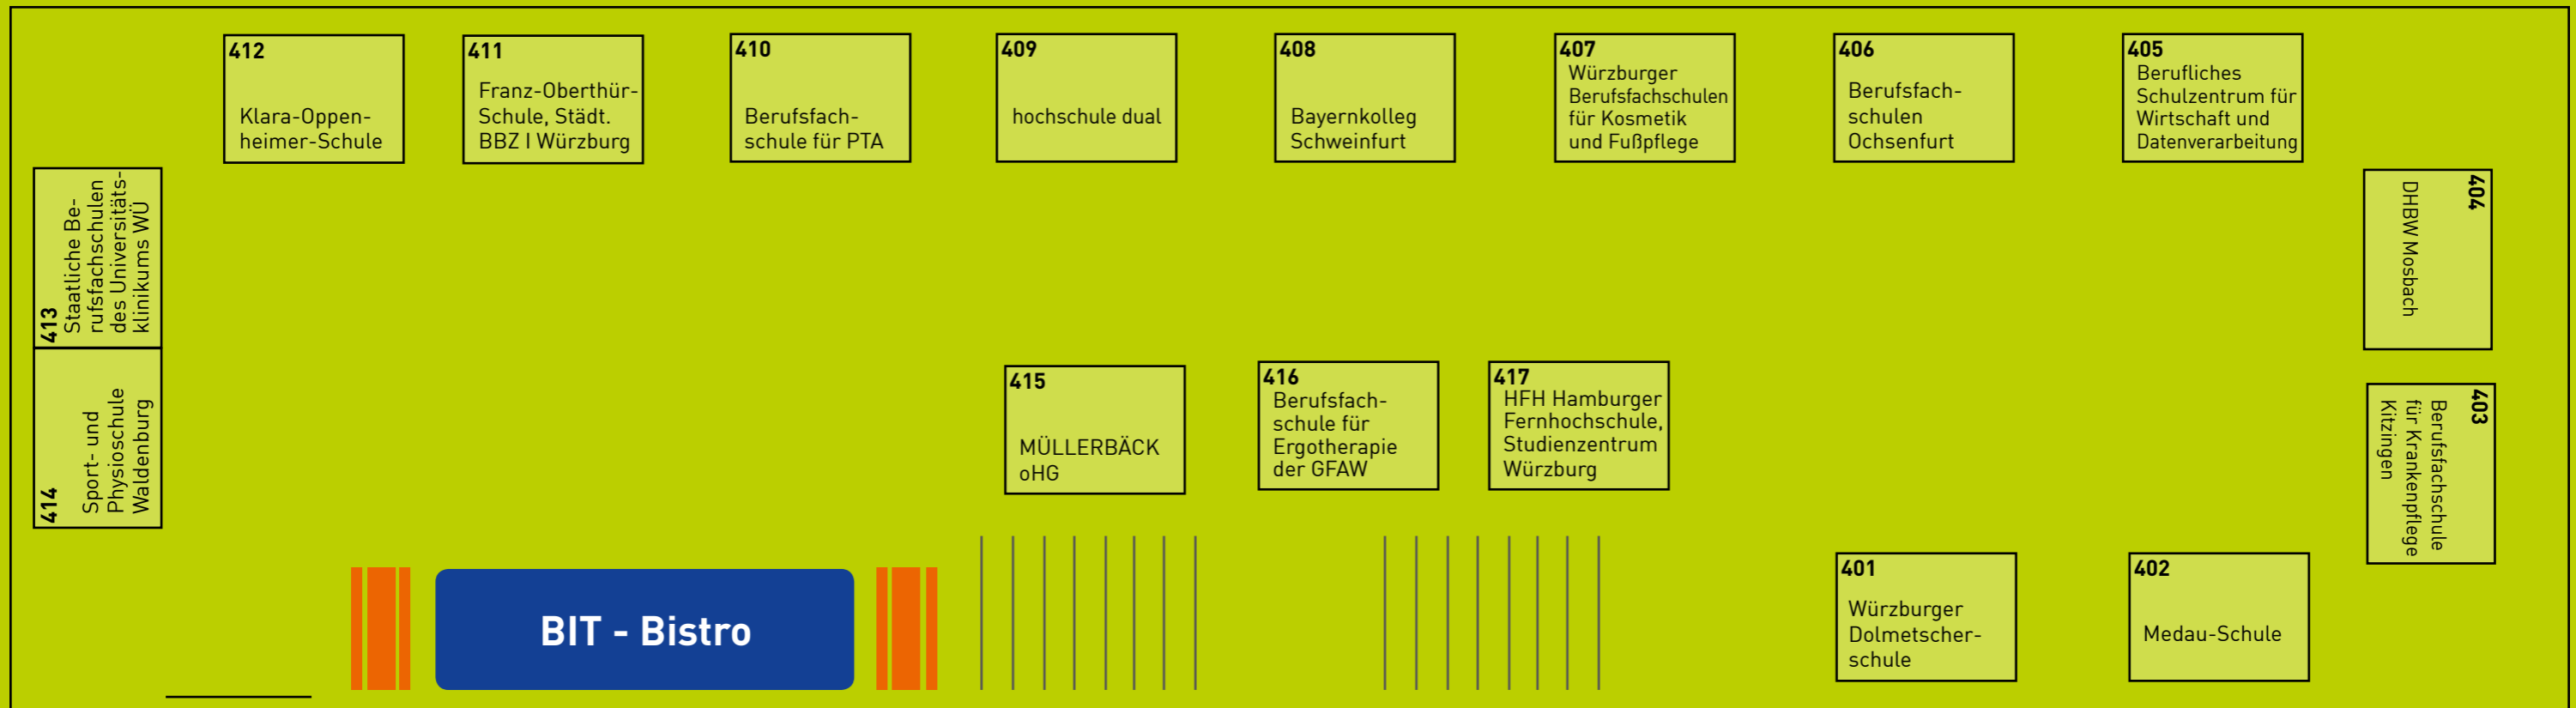 412
Klara-Oppen-
heimer-Schule
411
Franz-Oberthür-
Schule, Städt.
BBZ I Würzburg
410
Berufsfach-
schule für PTA
409
hochschule dual
408
Bayernkolleg
Schweinfurt
407
Würzburger
Berufsfachschulen
für Kosmetik
und Fußpflege
406
Berufsfach-
schulen
Ochsenfurt
405
Berufliches
Schulzentrum für
Wirtschaft und
Datenverarbeitung
413
Staatliche Be-
rufsfachschulen
des Universitäts-
klinikums WÜ
404
DHBW Mosbach
414
Sport- und
Physioschule
Waldenburg
415
MÜLLERBÄCK
oHG
416
Berufsfach-
schule für
Ergotherapie
der GFAW
417
HFH Hamburger
Fernhochschule,
Studienzentrum
Würzburg
403
Berufsfachschule
für Krankenpflege
Kitzingen
BIT - Bistro
401
Würzburger
Dolmetscher-
schule
402
Medau-Schule